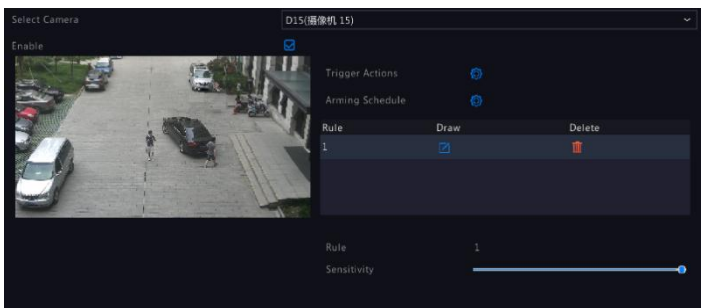 Select Camera D15(摄像机 15)
Enable
Trigger Actions
Arming Schedule
Rule Draw Delete
1
Rule 1
Sensitivity